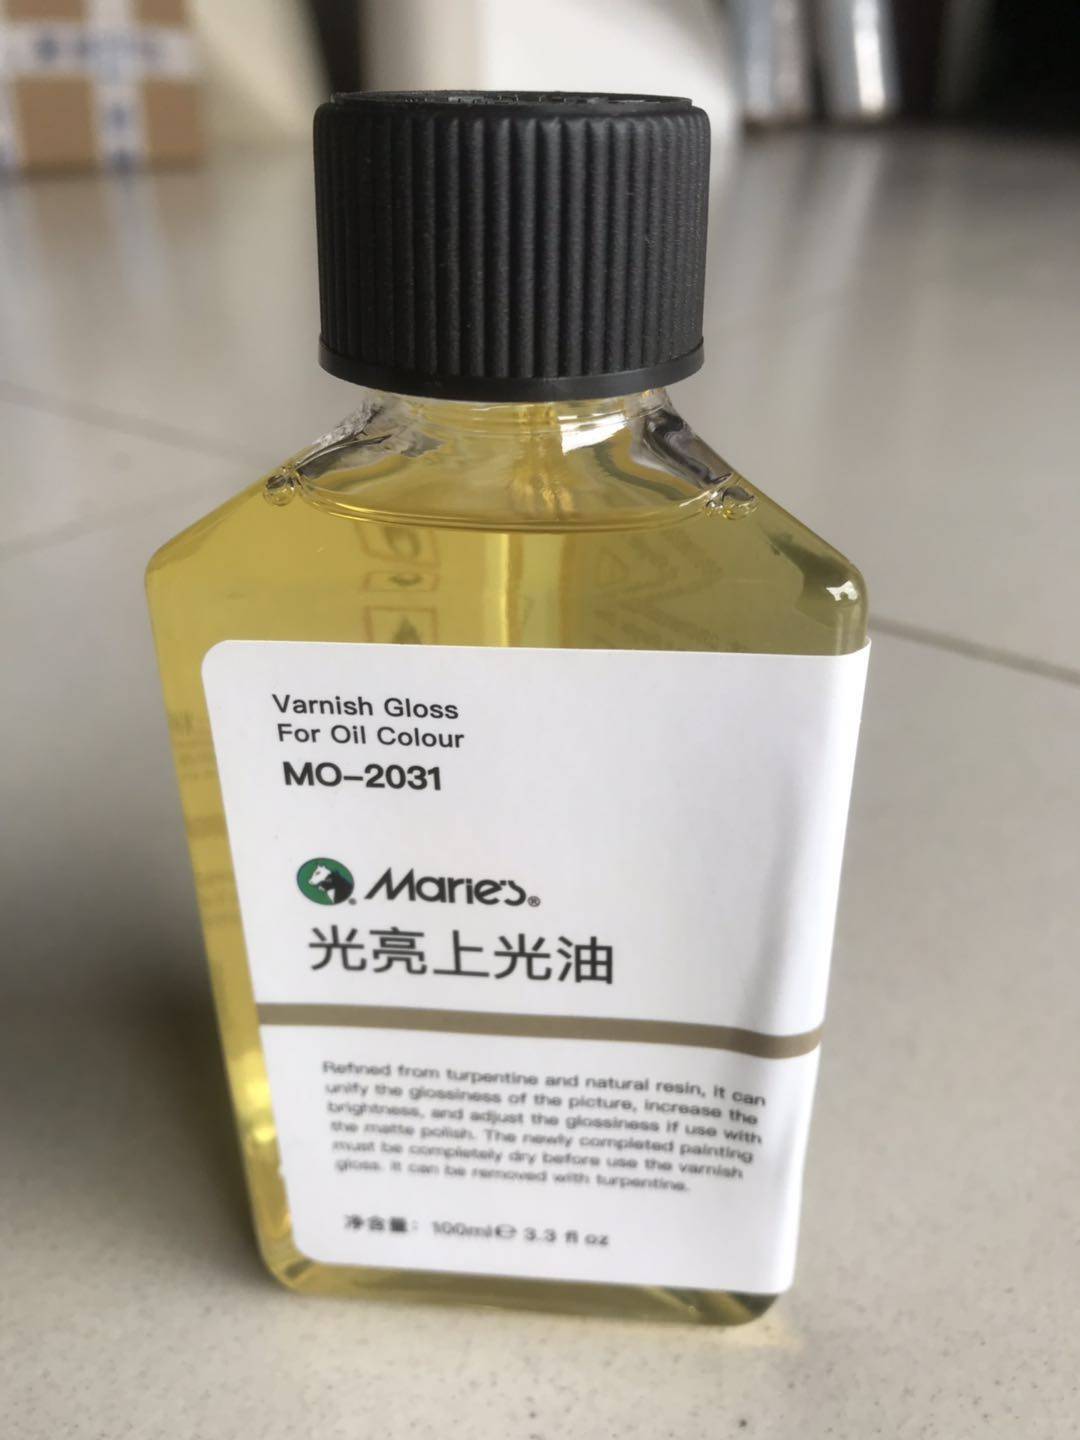 Varnish Gloss
For Oil Colour
MO-2031
Marie's®
光亮上光油
Refined from turpentine and natural resin, it can
unify the glossiness of the picture, increase the
brightness, and adjust the glossiness if use with
the matte polish. The newly completed painting
must be completely dry before use the varnish
gloss. It can be removed with turpentine.
净含量：100ml℮ 3.3 fl oz